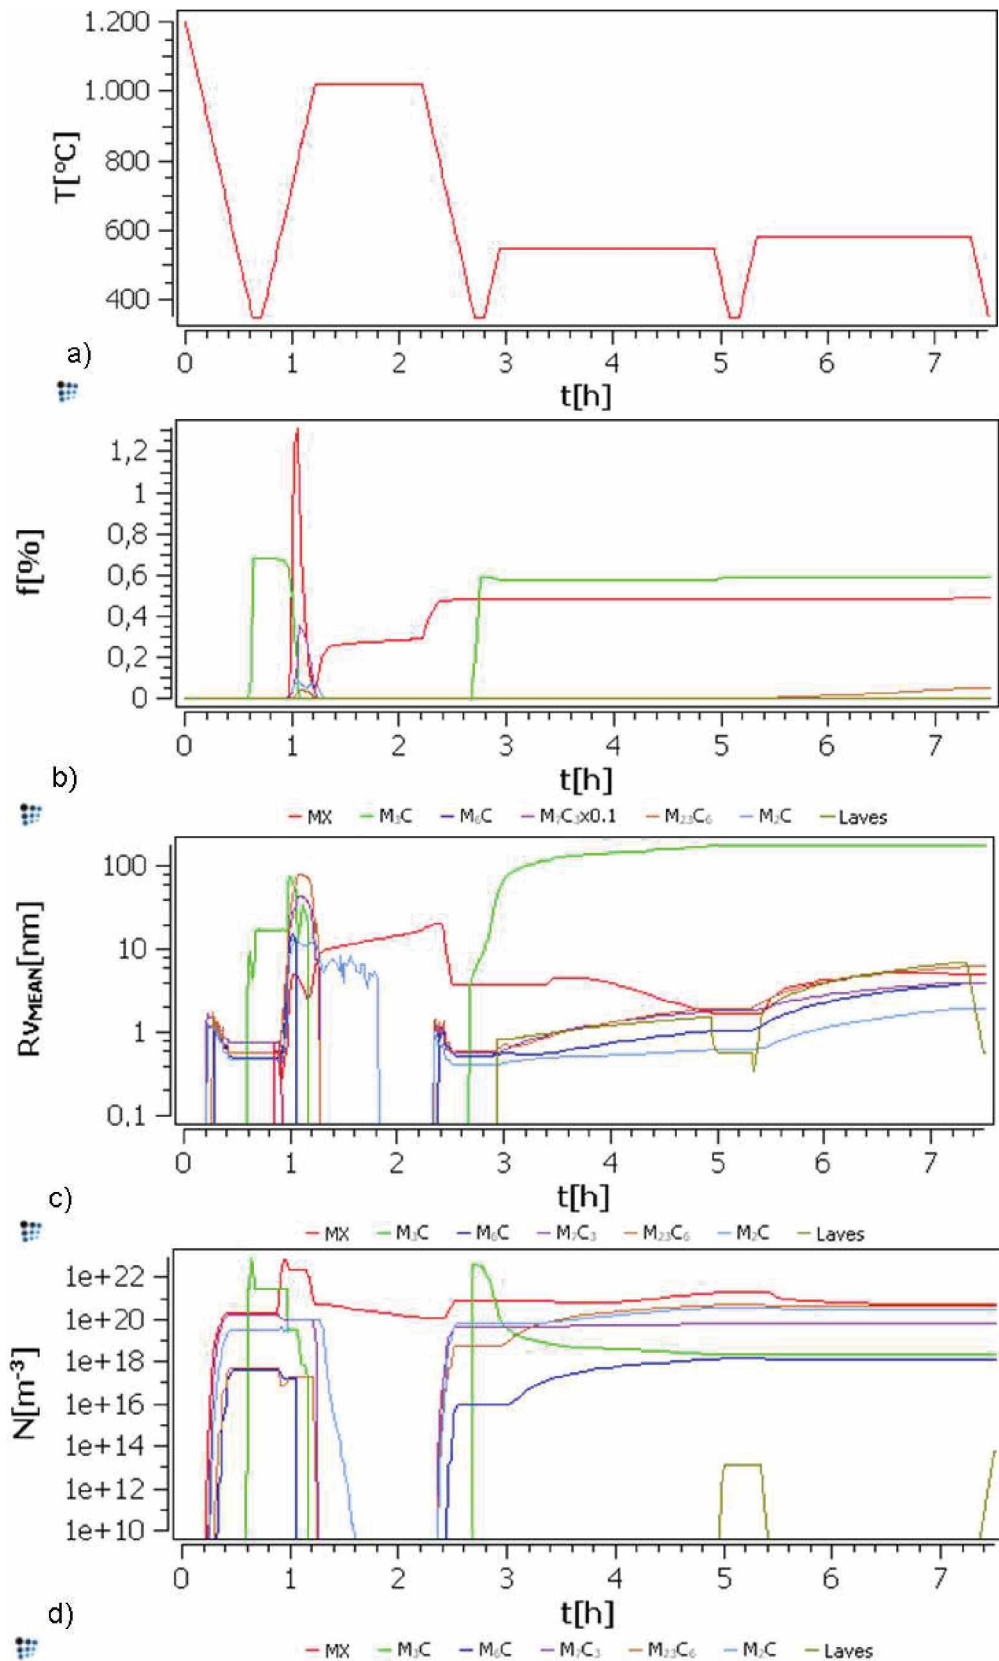 1.200
1.000
800
600
400
T[°C]
0 1 2 3 4 5 6 7
t[h]
a)
1,2
1
0,8
0,6
0,4
0,2
0
f[%]
0 1 2 3 4 5 6 7
t[h]
b)
MX M₃C M₆C M₇C₃x0.1 M₂₃C₆ M₂C Laves
100
10
1
0,1
RVMEAN[nm]
0 1 2 3 4 5 6 7
t[h]
c)
MX M₃C M₆C M₇C₃ M₂₃C₆ M₂C Laves
1e+22
1e+20
1e+18
1e+16
1e+14
1e+12
1e+10
N[m⁻³]
0 1 2 3 4 5 6 7
t[h]
d)
MX M₃C M₆C M₇C₃ M₂₃C₆ M₂C Laves